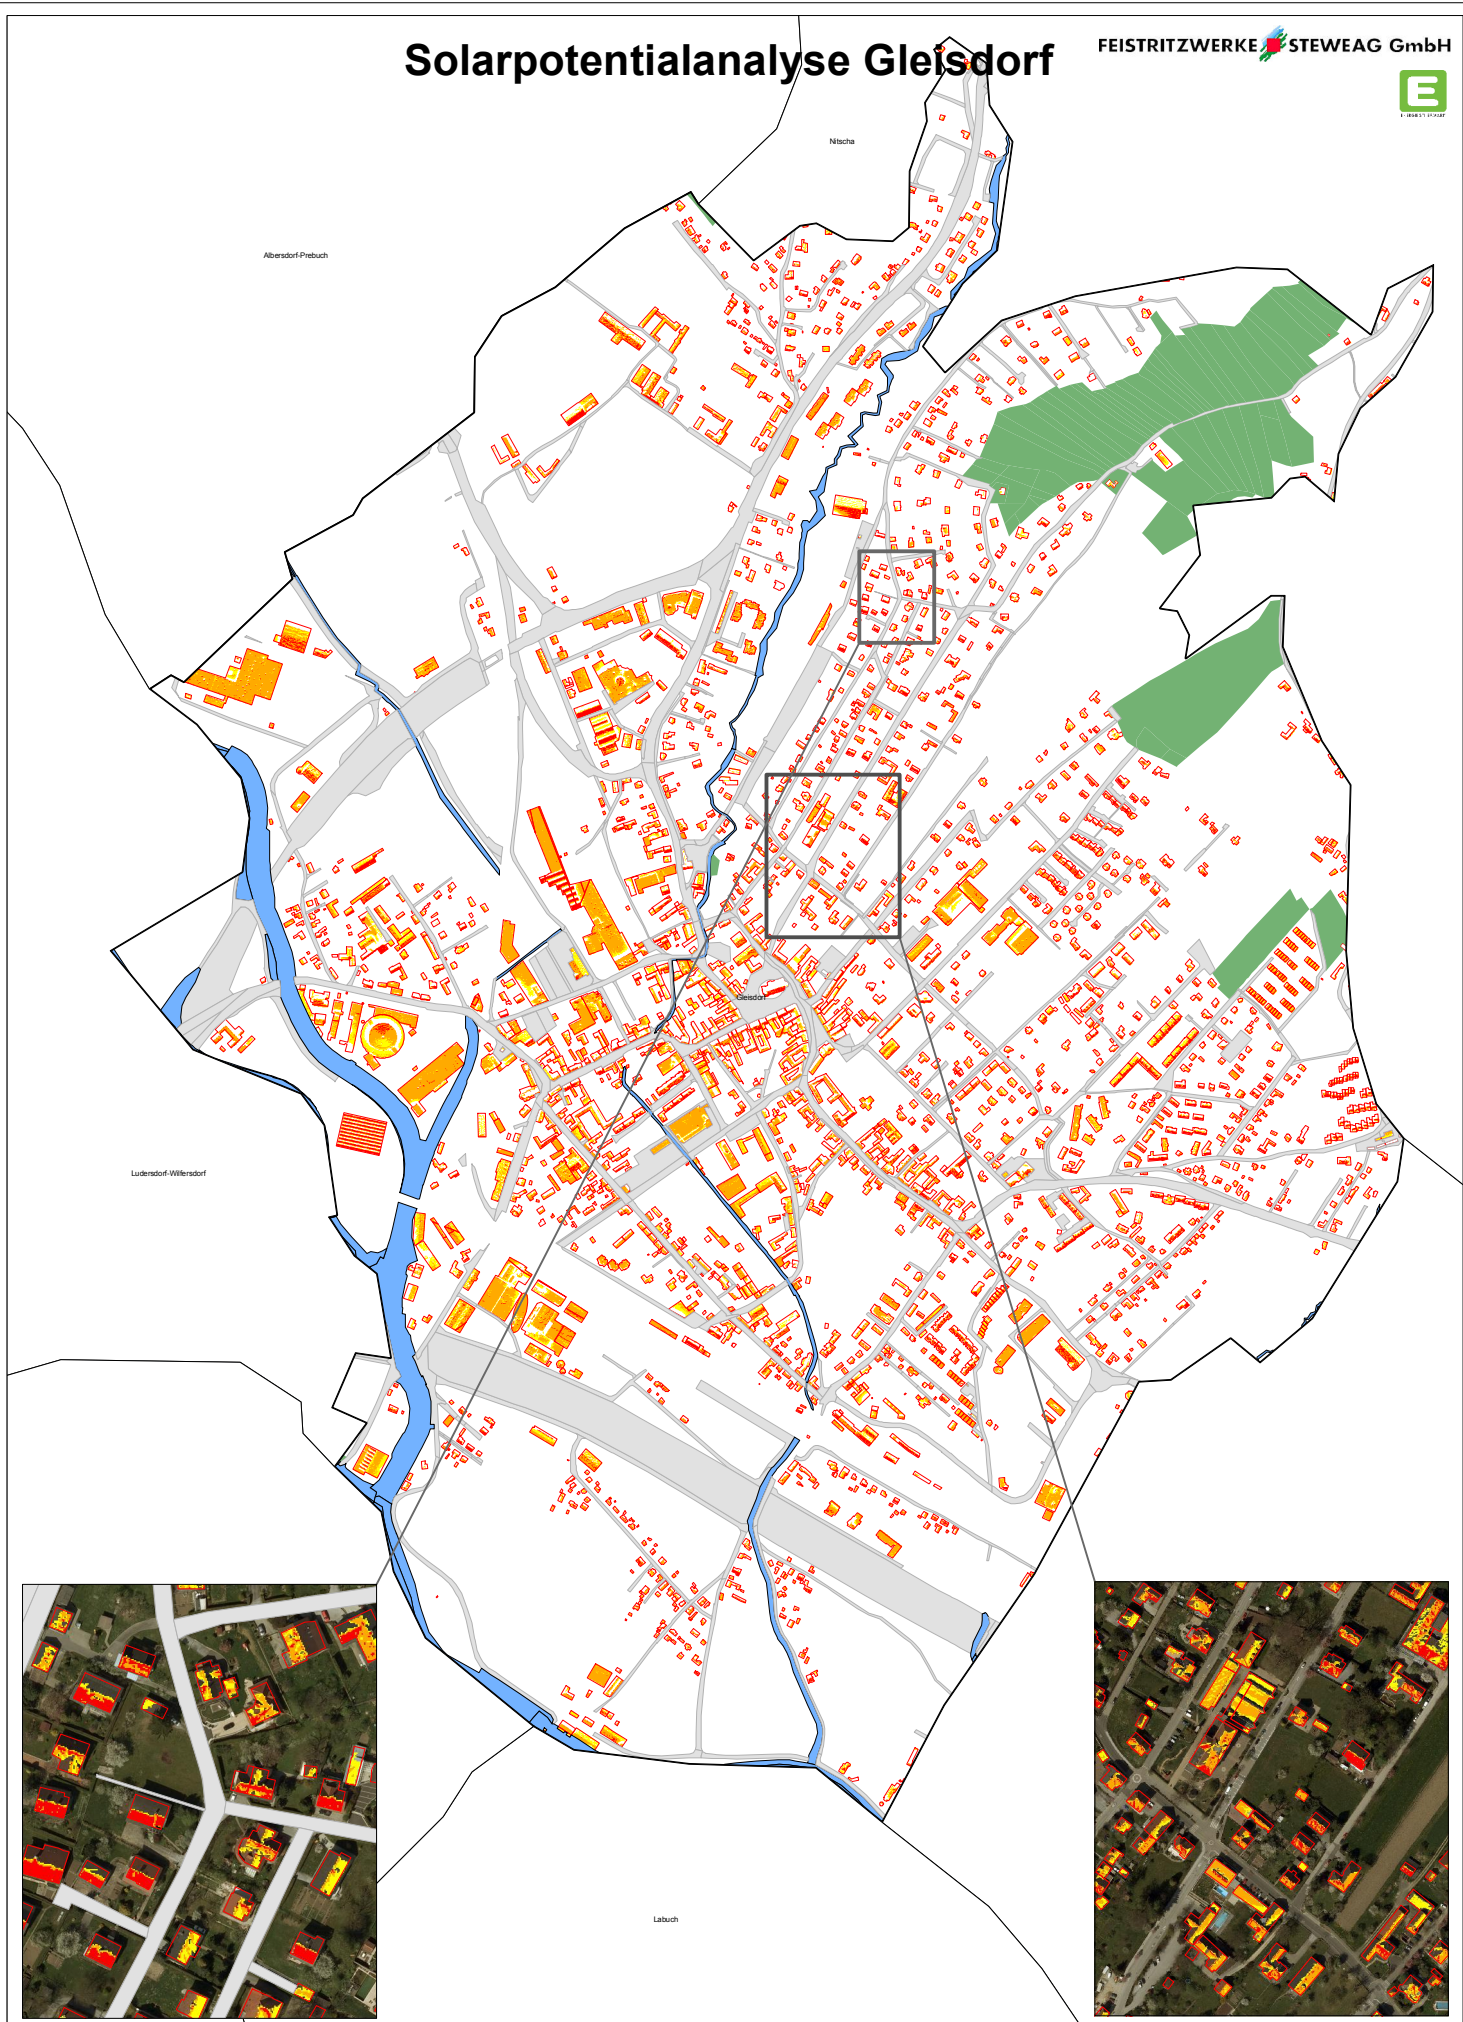 Solarpotentialanalyse Gleisdorf
FEISTRITZWERKE STEWEAG GmbH
E
Nitscha
Albersdorf-Prebuch
Gleisdorf
Ludersdorf-Wilfersdorf
Labuch